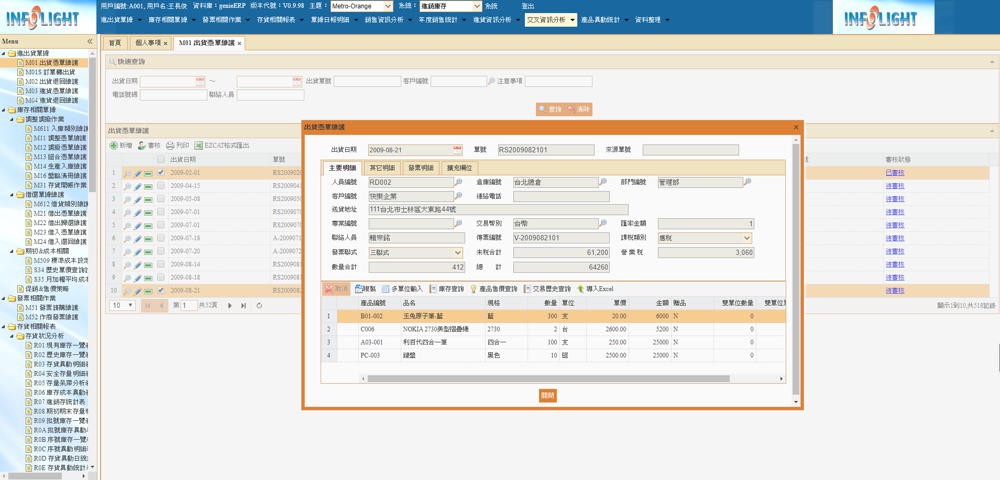 INFOLIGHT
用戶編號:A001, 用戶名:王長俊 資料庫：genieERP 版本代號：V0.9.98 主題： Metro-Orange 系統： 進銷庫存 系統 登出
進出貨單據 庫存相關單據 發票相關作業 存貨相關報表 單據日報明細 銷售資訊分析 年度銷售統計 進貨資訊分析 交叉資訊分析 產品異動統計 資料整理
INFOLIGHT
Menu
進出貨單據
M01 出貨憑單維護
M01S 訂單轉出貨
M02 出貨退回維護
M03 進貨憑單維護
M04 進貨退回維護
庫存相關單據
調整調撥作業
M611 入庫類別維護
M11 調整憑單維護
M12 調撥憑單維護
M13 組合憑單維護
M14 生產入庫維護
M16 盤點清冊維護
M31 存貨開帳作業
借還單據維護
M612 借貨類別維護
M21 借出憑單維護
M22 借出歸還維護
M23 借入憑單維護
M24 借入還回維護
期初&成本相關
M509 標準成本設定
S34 歷史單價查詢
S35 月加權平均成本
促銷&售價策略
發票相關作業
M51 發票請購維護
M52 作廢發票維護
存貨相關報表
存貨狀況分析
R01 現有庫存一覽表
R02 歷史庫存一覽表
R03 存貨異動明細表
R04 安全存量明細表
R05 存量呆滯分析表
R06 庫存成本異動表
R07 進銷存統計表
R08 期初期末存量明
R09 批號庫存一覽表
R0A 批號庫存異動
R0B 序號庫存一覽表
R0C 序號異動明細表
R0D 存貨異動日統
R0E 存貨異動統計
首頁 個人事項 M01 出貨憑單維護
快速查詢
出貨日期 ～ 出貨單號 客戶編號 注意事項
電話號碼 聯絡人員
查詢 清除
出貨憑單維護
新增 審核 列印 EZCAT格式匯出
出貨日期 單號 號 審核狀態
1 2009-02-01 RS200902 已審核
2 2009-04-15 RS200904 待審核
3 2009-05-08 RS200905 待審核
4 2009-07-01 RS200907 待審核
5 2009-07-01 RS200907 待審核
6 2009-07-18 A-2009071 待審核
7 2009-07-20 A-2009072 待審核
8 2009-08-14 RS200908 待審核
9 2009-08-18 RS200908 待審核
10 2009-08-21 RS200908 待審核
10 第 1 共52頁 顯示1到10,共518記錄
出貨憑單維護
出貨日期 2009-08-21 單號 RS2009082101 來源單號
主要明細 其它明細 發票明細 擴充欄位
人員編號 RD002 倉庫編號 台北總倉 部門編號 管理部
客戶編號 快樂企業 連絡電話
送貨地址 111台北市士林區大東路44號
專案編號 交易幣別 台幣 匯率金額 1
聯絡人員 賴宗銘 傳票編號 V-2009082101 課稅類別 應稅
發票聯式 三聯式 未稅合計 61,200 營業稅 3,060
數量合計 412 總 計 64260
取消 複製 多單位輸入 庫存查詢 產品售價查詢 交易歷史查詢 導入Excel
產品編號 品名 規格 數量 單位 單價 金額 贈品 雙單位數量 雙單位單
1 B01-002 玉兔原子筆-藍 藍 300 支 20.00 6000 N 0
2 C006 NOKIA 2730美型摺疊機 2730 2 台 2600.00 5200 N 0
3 A03-001 利百代四合一筆 四合一 100 支 250.00 25000 N 0
4 PC-003 鍵盤 黑色 10 組 2500.00 25000 N 0
關閉